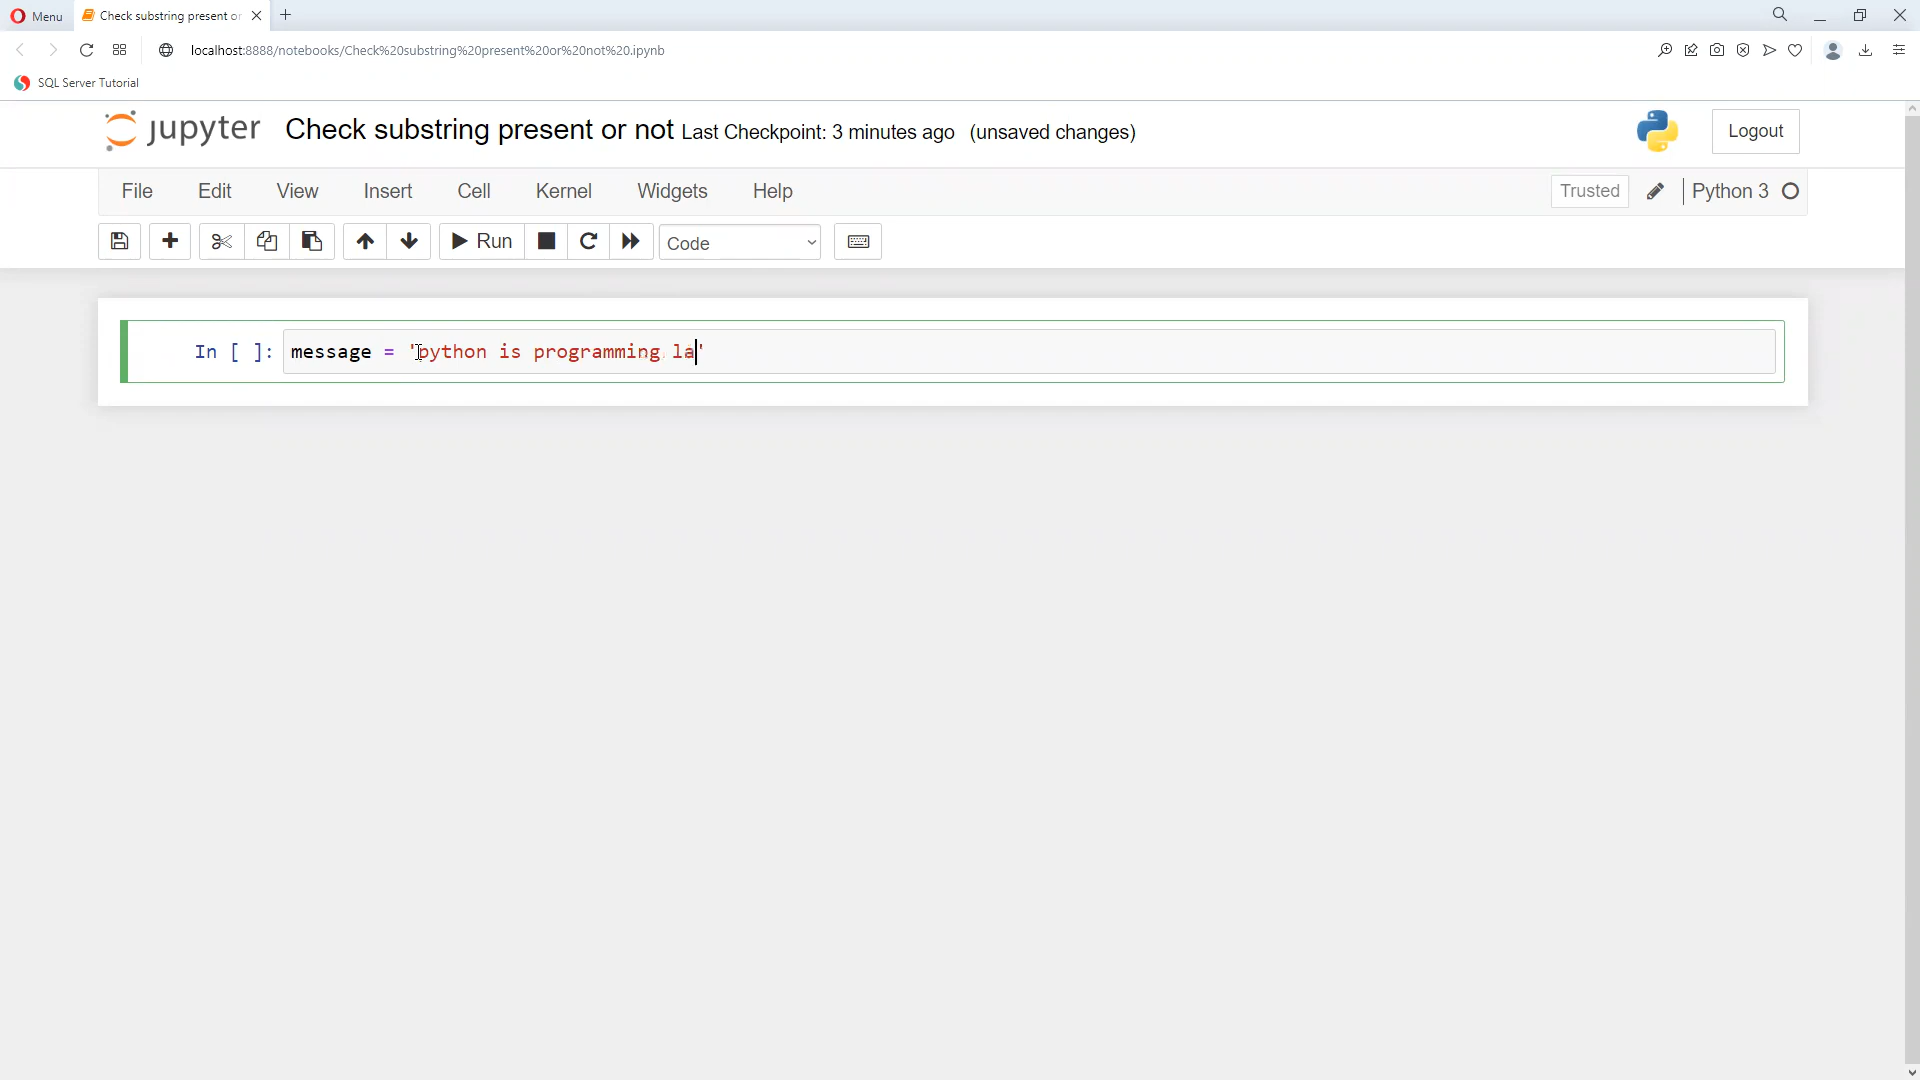 Menu
Check substring present or
localhost:8888/notebooks/Check%20substring%20present%20or%20not%20.ipynb
SQL Server Tutorial
jupyter Check substring present or not Last Checkpoint: 3 minutes ago (unsaved changes)
Logout
File Edit View Insert Cell Kernel Widgets Help
Trusted Python 3
Run Code
In [ ]: message = 'python is programming la'